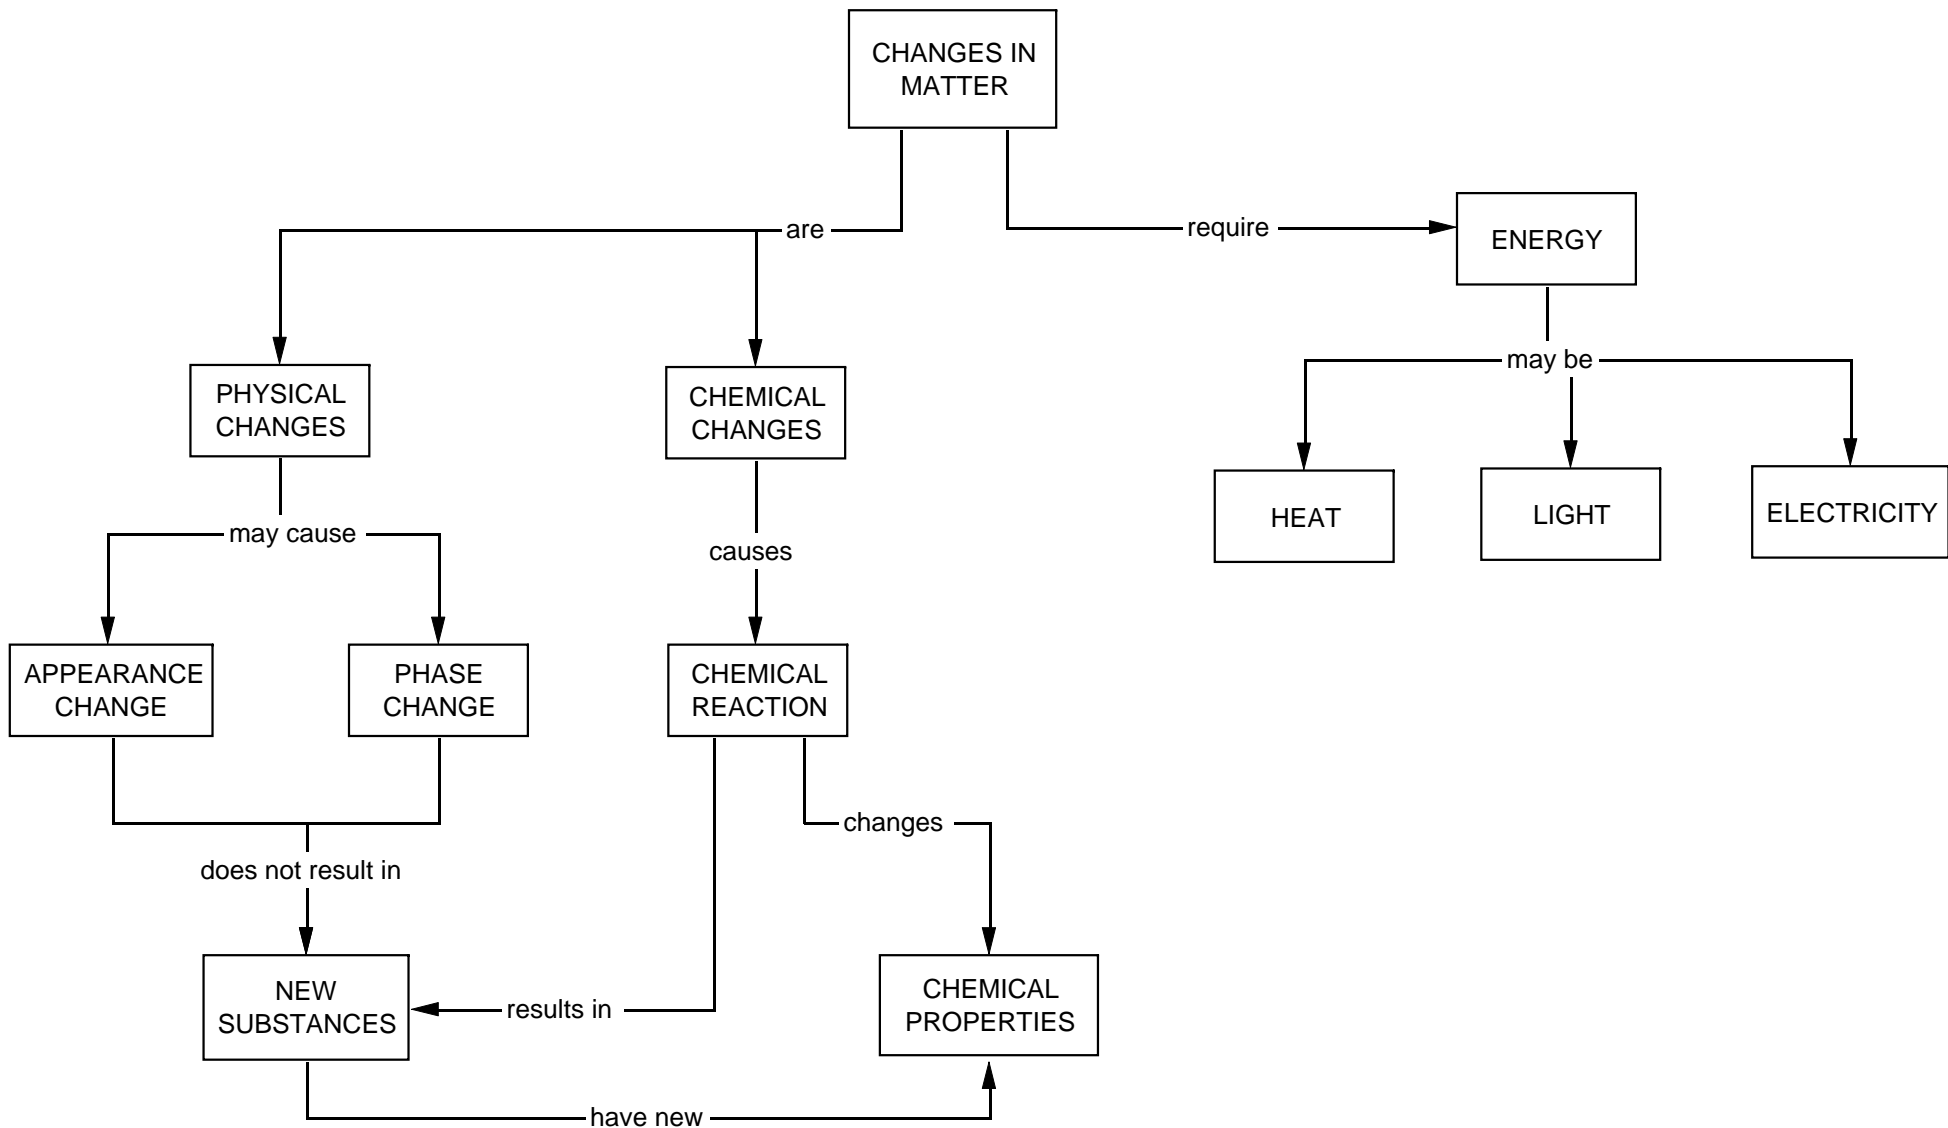 CHANGES IN
MATTER
are
require
ENERGY
may be
PHYSICAL
CHANGES
CHEMICAL
CHANGES
HEAT
LIGHT
ELECTRICITY
may cause
causes
APPEARANCE
CHANGE
PHASE
CHANGE
CHEMICAL
REACTION
changes
does not result in
NEW
SUBSTANCES
results in
CHEMICAL
PROPERTIES
have new